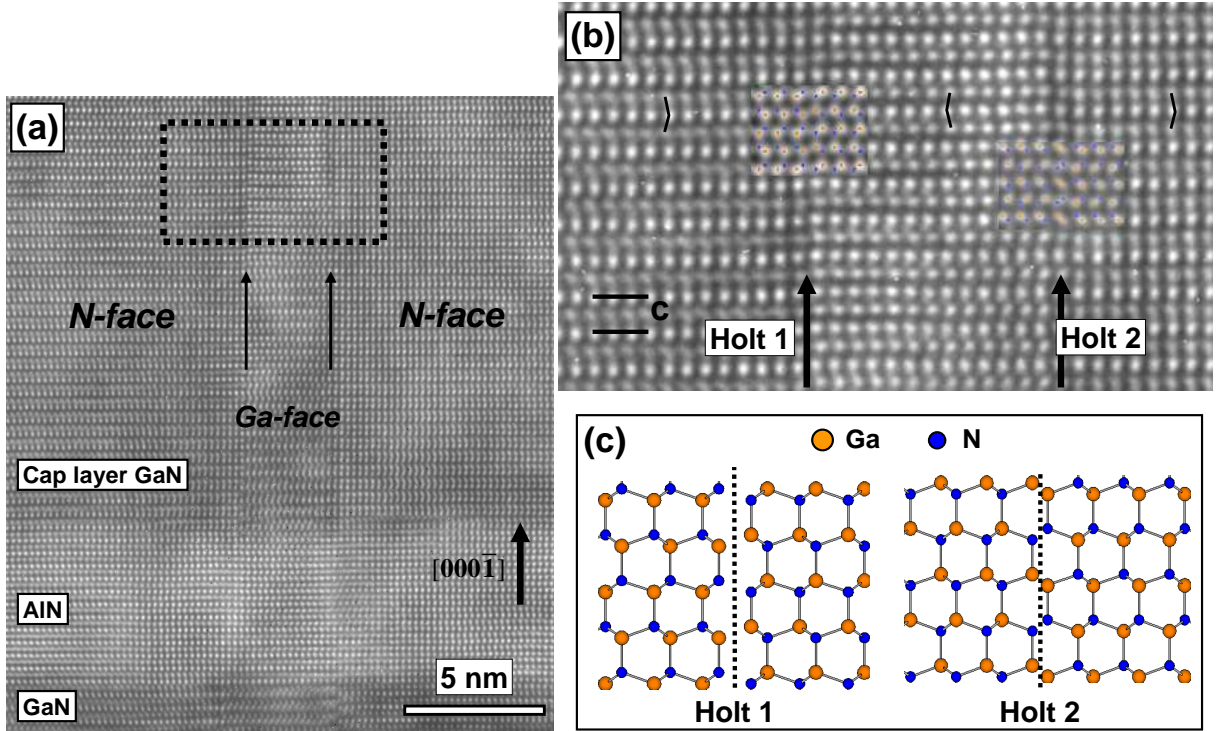 (a)
N-face
N-face
Ga-face
Cap layer GaN
[0001̅]
AlN
5 nm
GaN
(b)
c
Holt 1
Holt 2
(c)
Ga
N
Holt 1
Holt 2